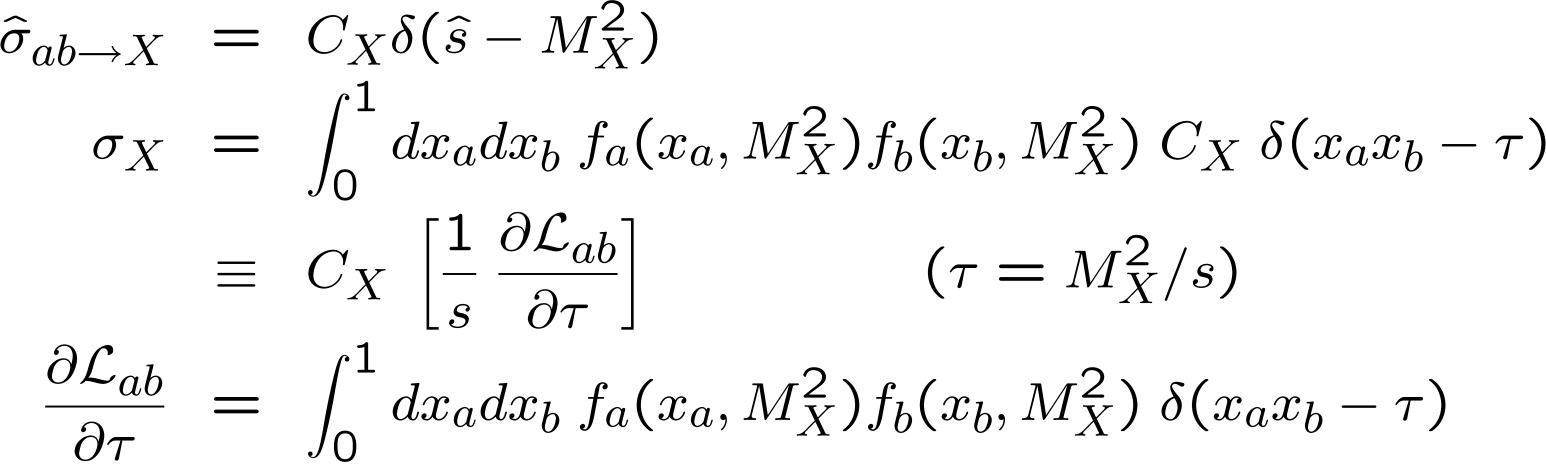 σ̂_{ab→X} = C_X δ(ŝ − M_X^2)
σ_X = ∫_0^1 dx_a dx_b f_a(x_a, M_X^2) f_b(x_b, M_X^2) C_X δ(x_a x_b − τ)
≡ C_X [1/s ∂ℒ_{ab}/∂τ] (τ = M_X^2/s)
∂ℒ_{ab}/∂τ = ∫_0^1 dx_a dx_b f_a(x_a, M_X^2) f_b(x_b, M_X^2) δ(x_a x_b − τ)